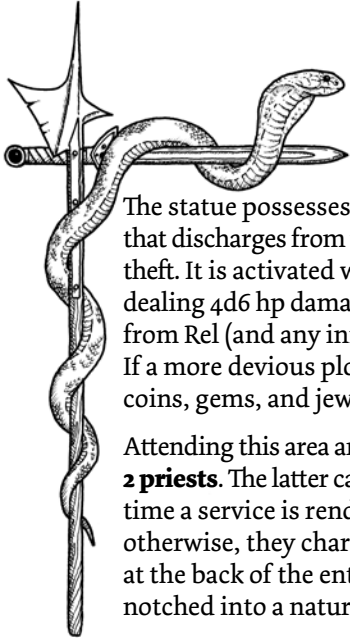 The statue possesses
that discharges from
theft. It is activated
dealing 4d6 hp dama
from Rel (and any in
If a more devious plo
coins, gems, and jew
Attending this area ar
2 priests. The latter ca
time a service is rend
otherwise, they char
at the back of the ent
notched into a natur